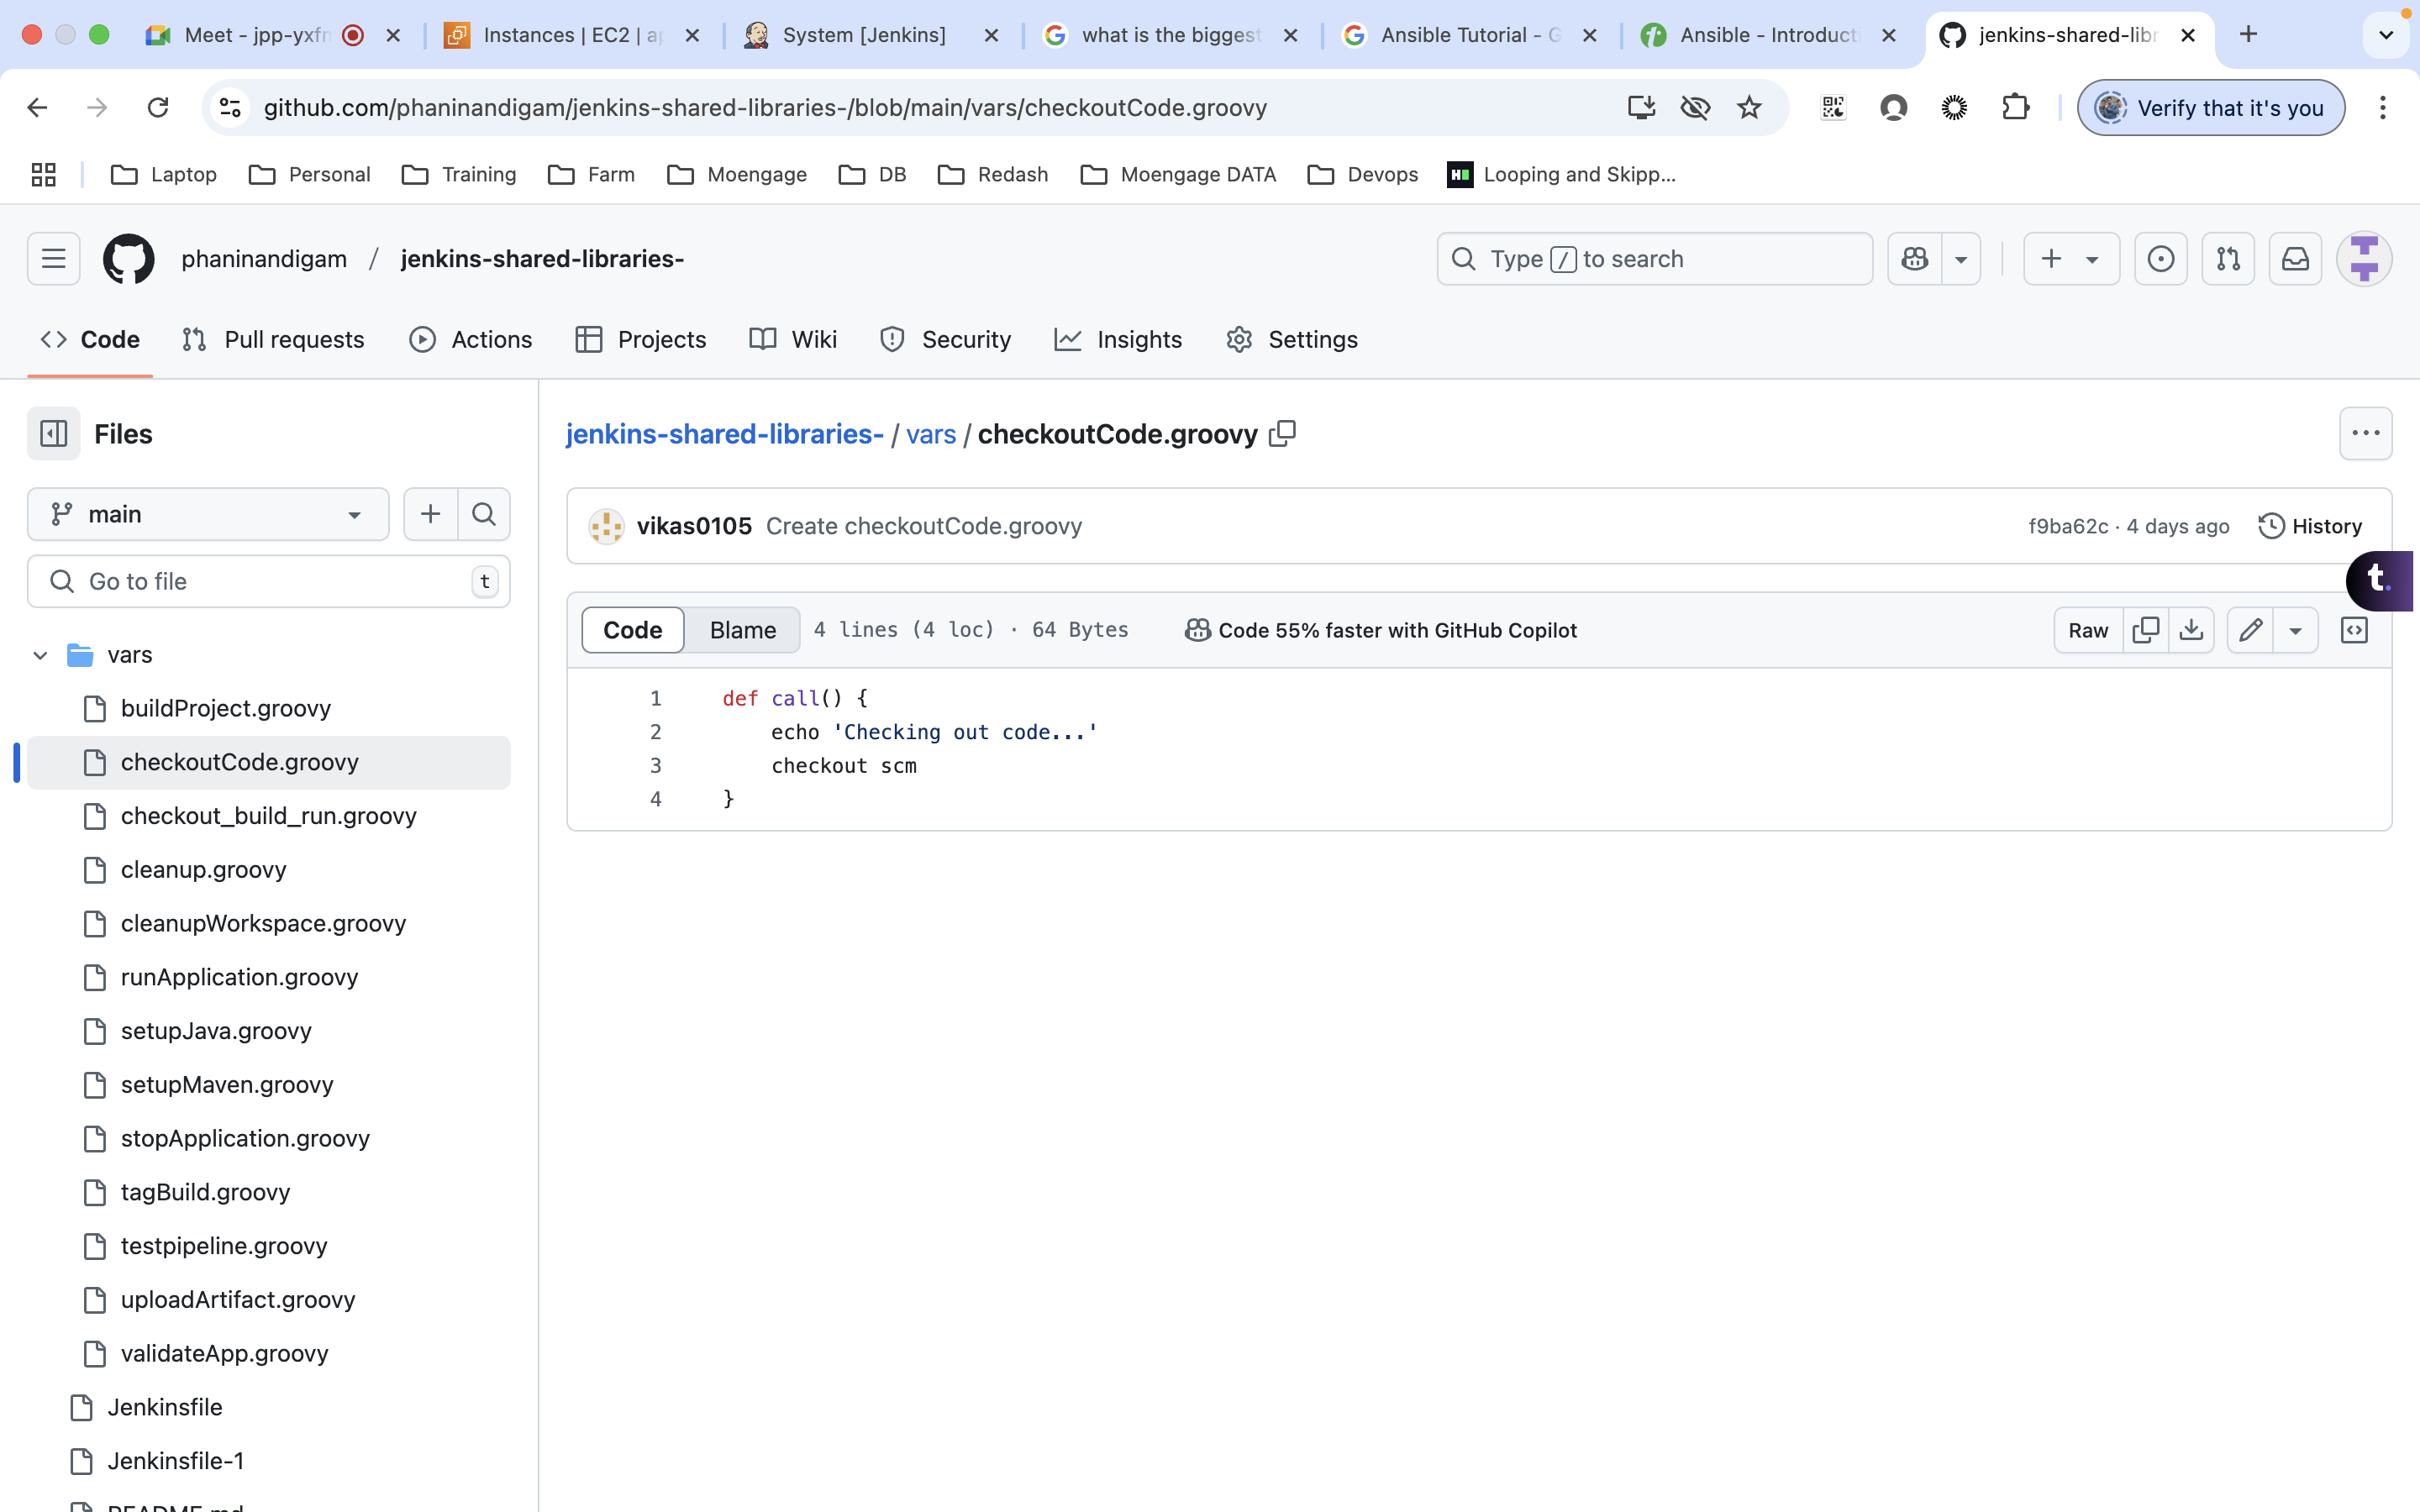 Meet - jpp-yxfn
Instances | EC2 | ap
System [Jenkins]
what is the biggest
Ansible Tutorial - G
Ansible - Introducti
jenkins-shared-libr
github.com/phaninandigam/jenkins-shared-libraries-/blob/main/vars/checkoutCode.groovy
Verify that it's you
Laptop
Personal
Training
Farm
Moengage
DB
Redash
Moengage DATA
Devops
Looping and Skipp...
phaninandigam / jenkins-shared-libraries-
Type / to search
Code
Pull requests
Actions
Projects
Wiki
Security
Insights
Settings
Files
main
Go to file
t
vars
buildProject.groovy
checkoutCode.groovy
checkout_build_run.groovy
cleanup.groovy
cleanupWorkspace.groovy
runApplication.groovy
setupJava.groovy
setupMaven.groovy
stopApplication.groovy
tagBuild.groovy
testpipeline.groovy
uploadArtifact.groovy
validateApp.groovy
Jenkinsfile
Jenkinsfile-1
README.md
jenkins-shared-libraries- / vars / checkoutCode.groovy
vikas0105 Create checkoutCode.groovy
f9ba62c · 4 days ago
History
t.
Code
Blame
4 lines (4 loc) · 64 Bytes
Code 55% faster with GitHub Copilot
Raw
1 def call() {
2 echo 'Checking out code...'
3 checkout scm
4 }